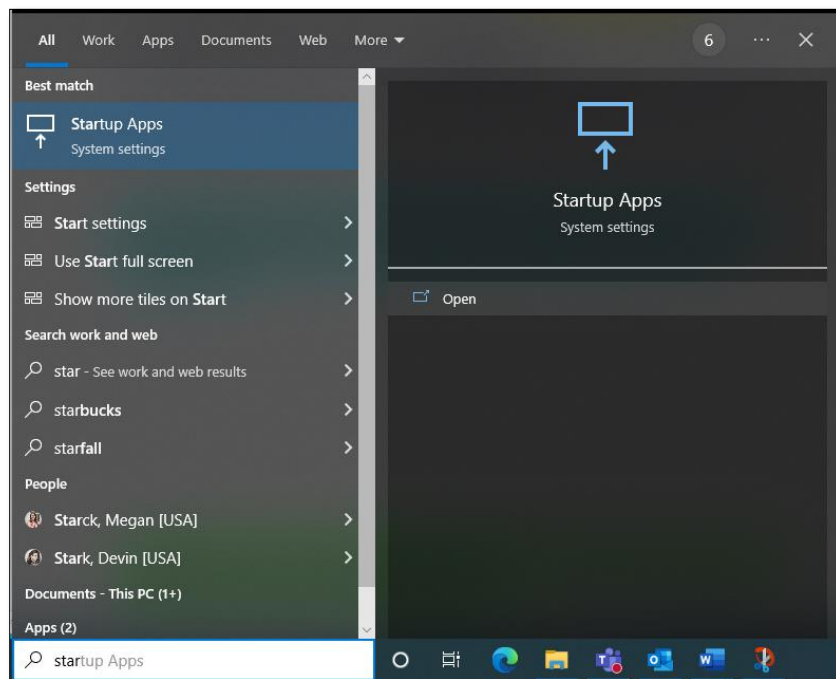 All Work Apps Documents Web More 6 ...
Best match
Startup Apps
System settings
Settings
Start settings
Use Start full screen
Show more tiles on Start
Search work and web
star - See work and web results
starbucks
starfall
People
Starck, Megan [USA]
Stark, Devin [USA]
Documents - This PC (1+)
Apps (2)
startup Apps
Startup Apps
System settings
Open